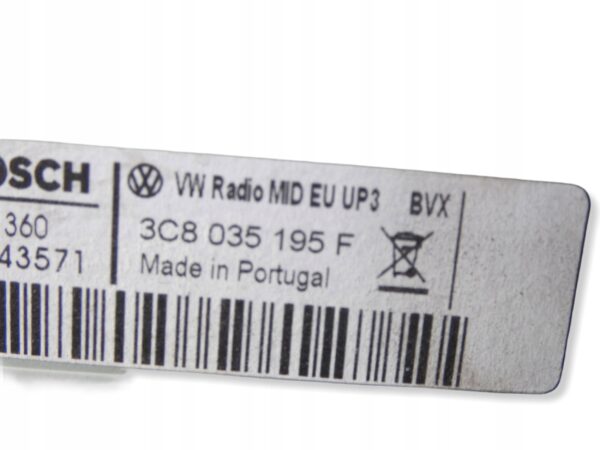 OSCH
360
43571
VW Radio MID EU UP3 BVX
3C8 035 195 F
Made in Portugal